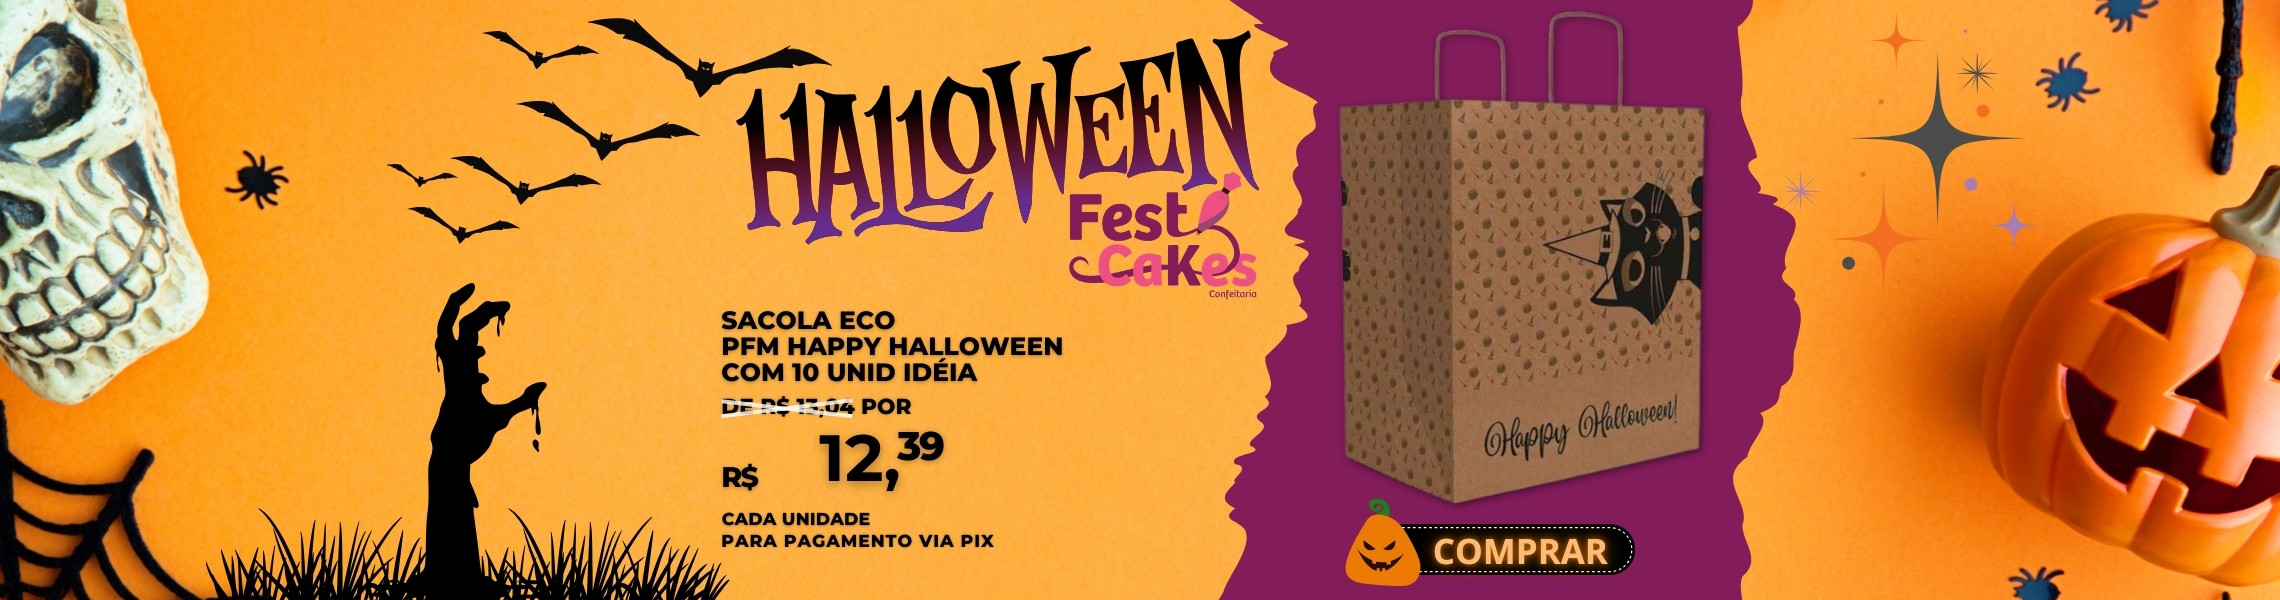 HALLOWEEN
Fest
CaKes
Confeitaria
SACOLA ECO
PFM HAPPY HALLOWEEN
COM 10 UNID IDÉIA
DE R$ 13,04 POR
R$ 12,39
CADA UNIDADE
PARA PAGAMENTO VIA PIX
Happy Halloween!
COMPRAR